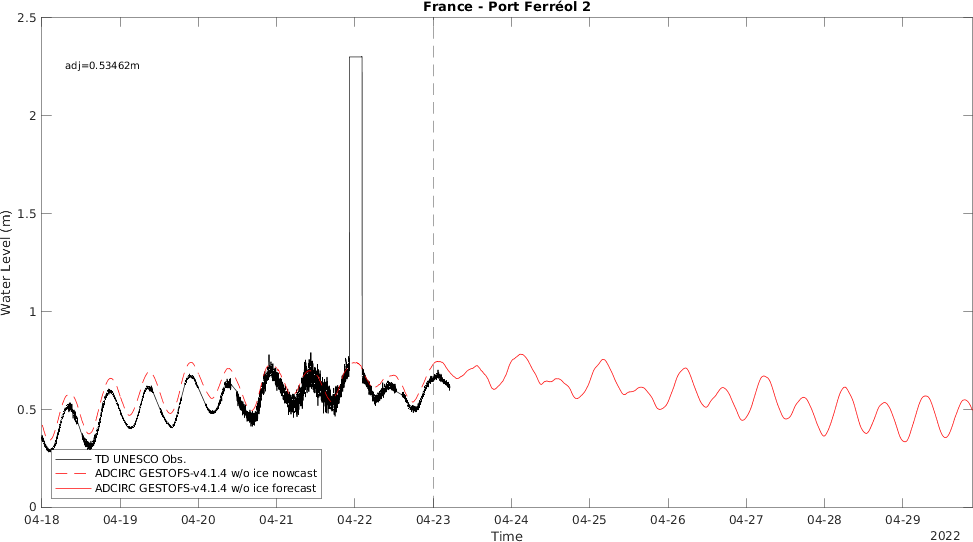 France - Port Ferréol 2
2.5
adj=0.53462m
2
1.5
Water Level (m)
1
0.5
TD UNESCO Obs.
ADCIRC GESTOFS-v4.1.4 w/o ice nowcast
ADCIRC GESTOFS-v4.1.4 w/o ice forecast
0
04-18 04-19 04-20 04-21 04-22 04-23 04-24 04-25 04-26 04-27 04-28 04-29
Time
2022